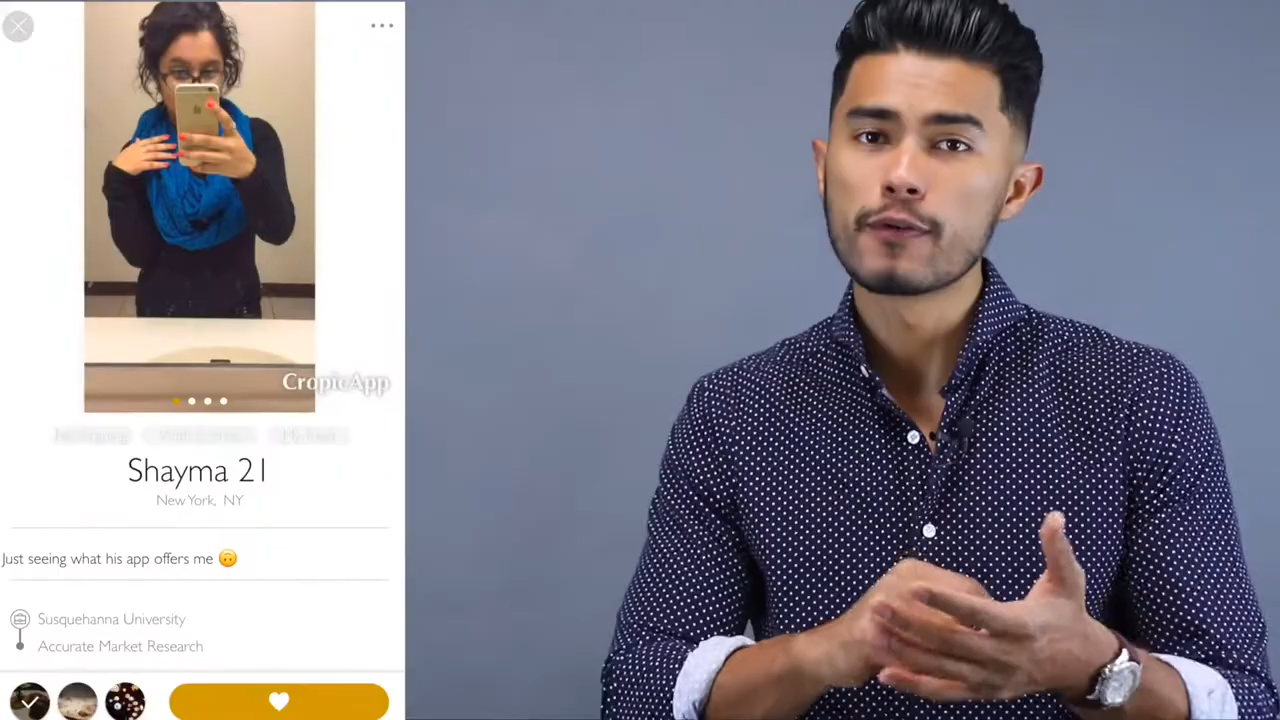 CropicApp
Shayma 21
New York, NY
Just seeing what his app offers me 🙃
Susquehanna University
Accurate Market Research